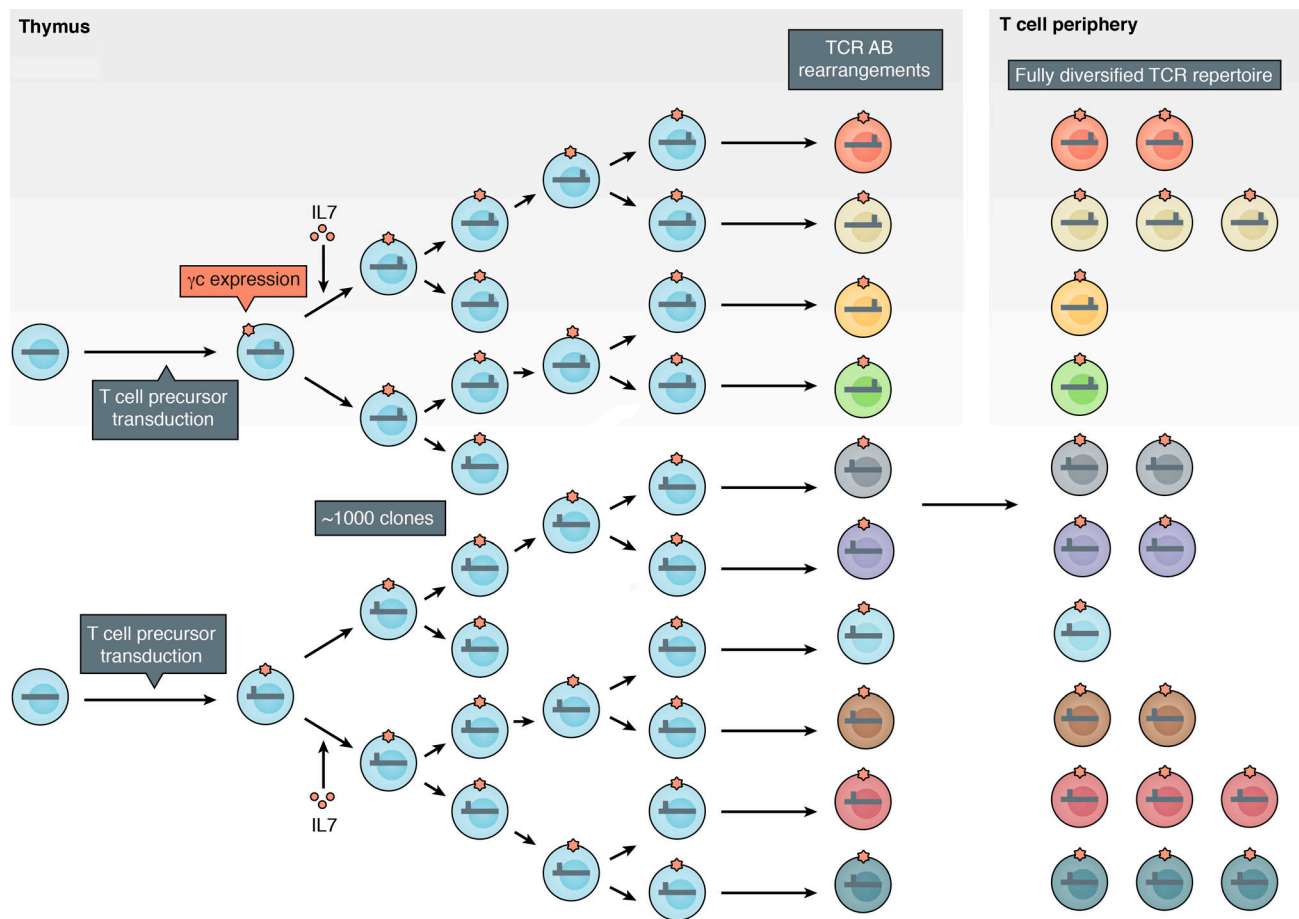 Thymus
T cell periphery
TCR AB
rearrangements
Fully diversified TCR repertoire
IL7
γc expression
T cell precursor
transduction
~1000 clones
T cell precursor
transduction
IL7